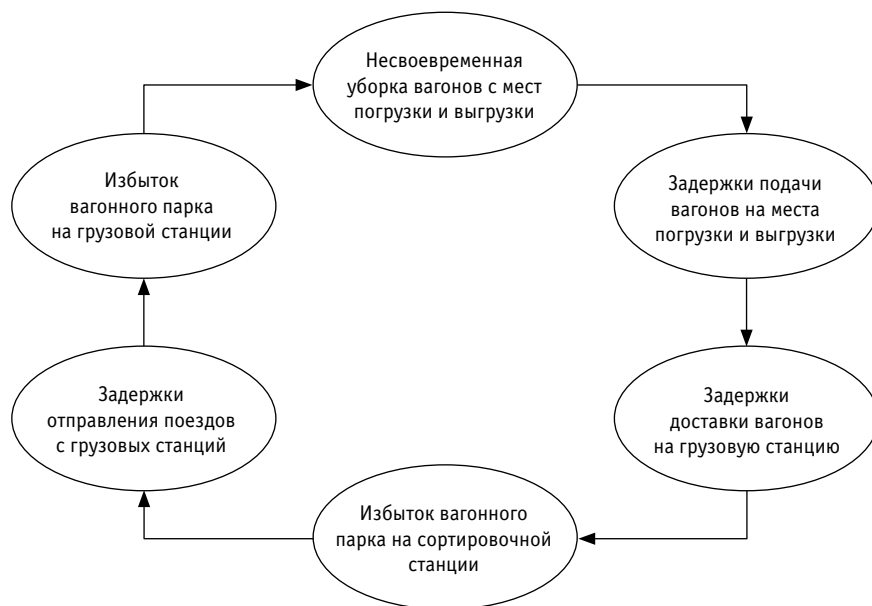 Несвоевременная
уборка вагонов с мест
погрузки и выгрузки
Задержки подачи
вагонов на места
погрузки и выгрузки
Задержки
доставки вагонов
на грузовую станцию
Избыток вагонного
парка на сортировочной
станции
Задержки
отправления поездов
с грузовых станций
Избыток
вагонного парка
на грузовой станции